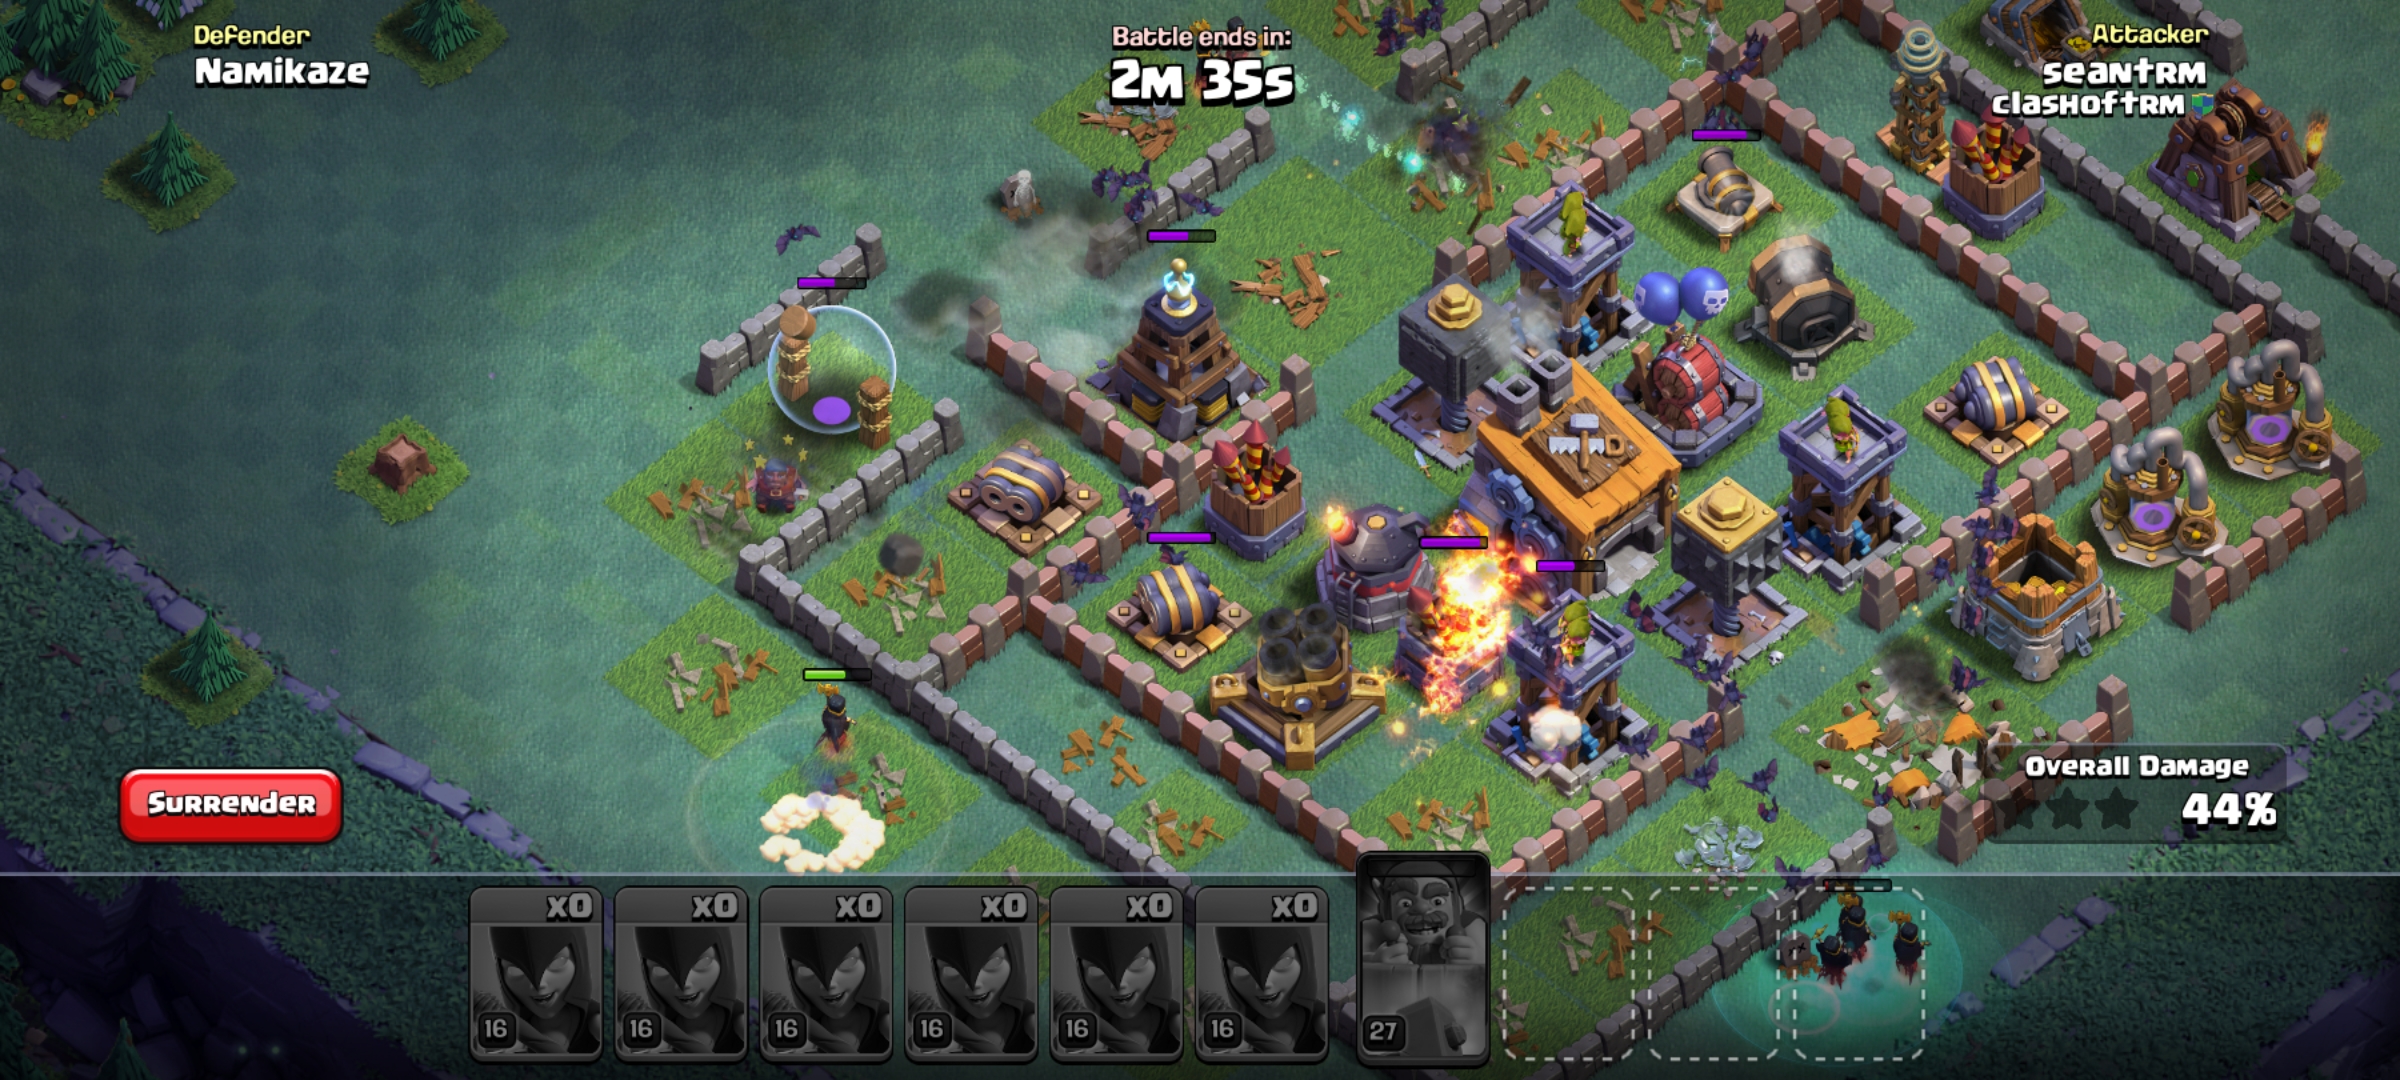 Defender
Namikaze
Battle ends in:
2m 35s
Attacker
seantrm
clashoftrm
Surrender
Overall Damage
44%
x0 x0 x0 x0 x0 x0
16 16 16 16 16 16 27